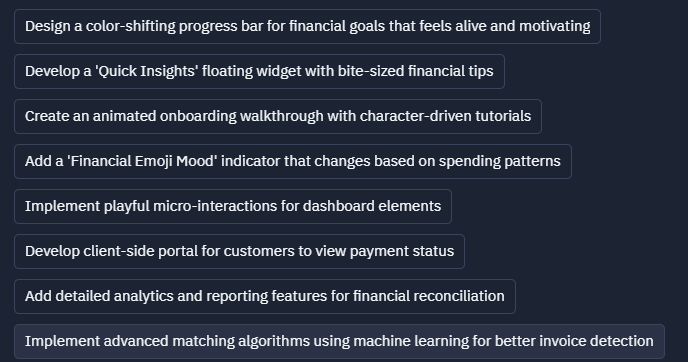 Design a color-shifting progress bar for financial goals that feels alive and motivating
Develop a 'Quick Insights' floating widget with bite-sized financial tips
Create an animated onboarding walkthrough with character-driven tutorials
Add a 'Financial Emoji Mood' indicator that changes based on spending patterns
Implement playful micro-interactions for dashboard elements
Develop client-side portal for customers to view payment status
Add detailed analytics and reporting features for financial reconciliation
Implement advanced matching algorithms using machine learning for better invoice detection